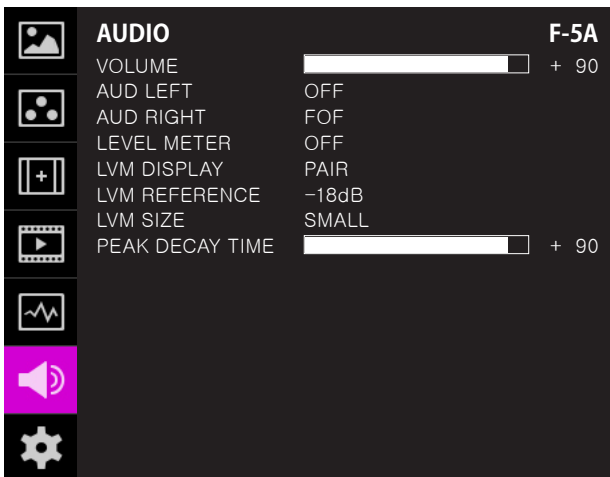 AUDIO F-5A
VOLUME + 90
AUD LEFT OFF
AUD RIGHT FOF
LEVEL METER OFF
LVM DISPLAY PAIR
LVM REFERENCE -18dB
LVM SIZE SMALL
PEAK DECAY TIME + 90